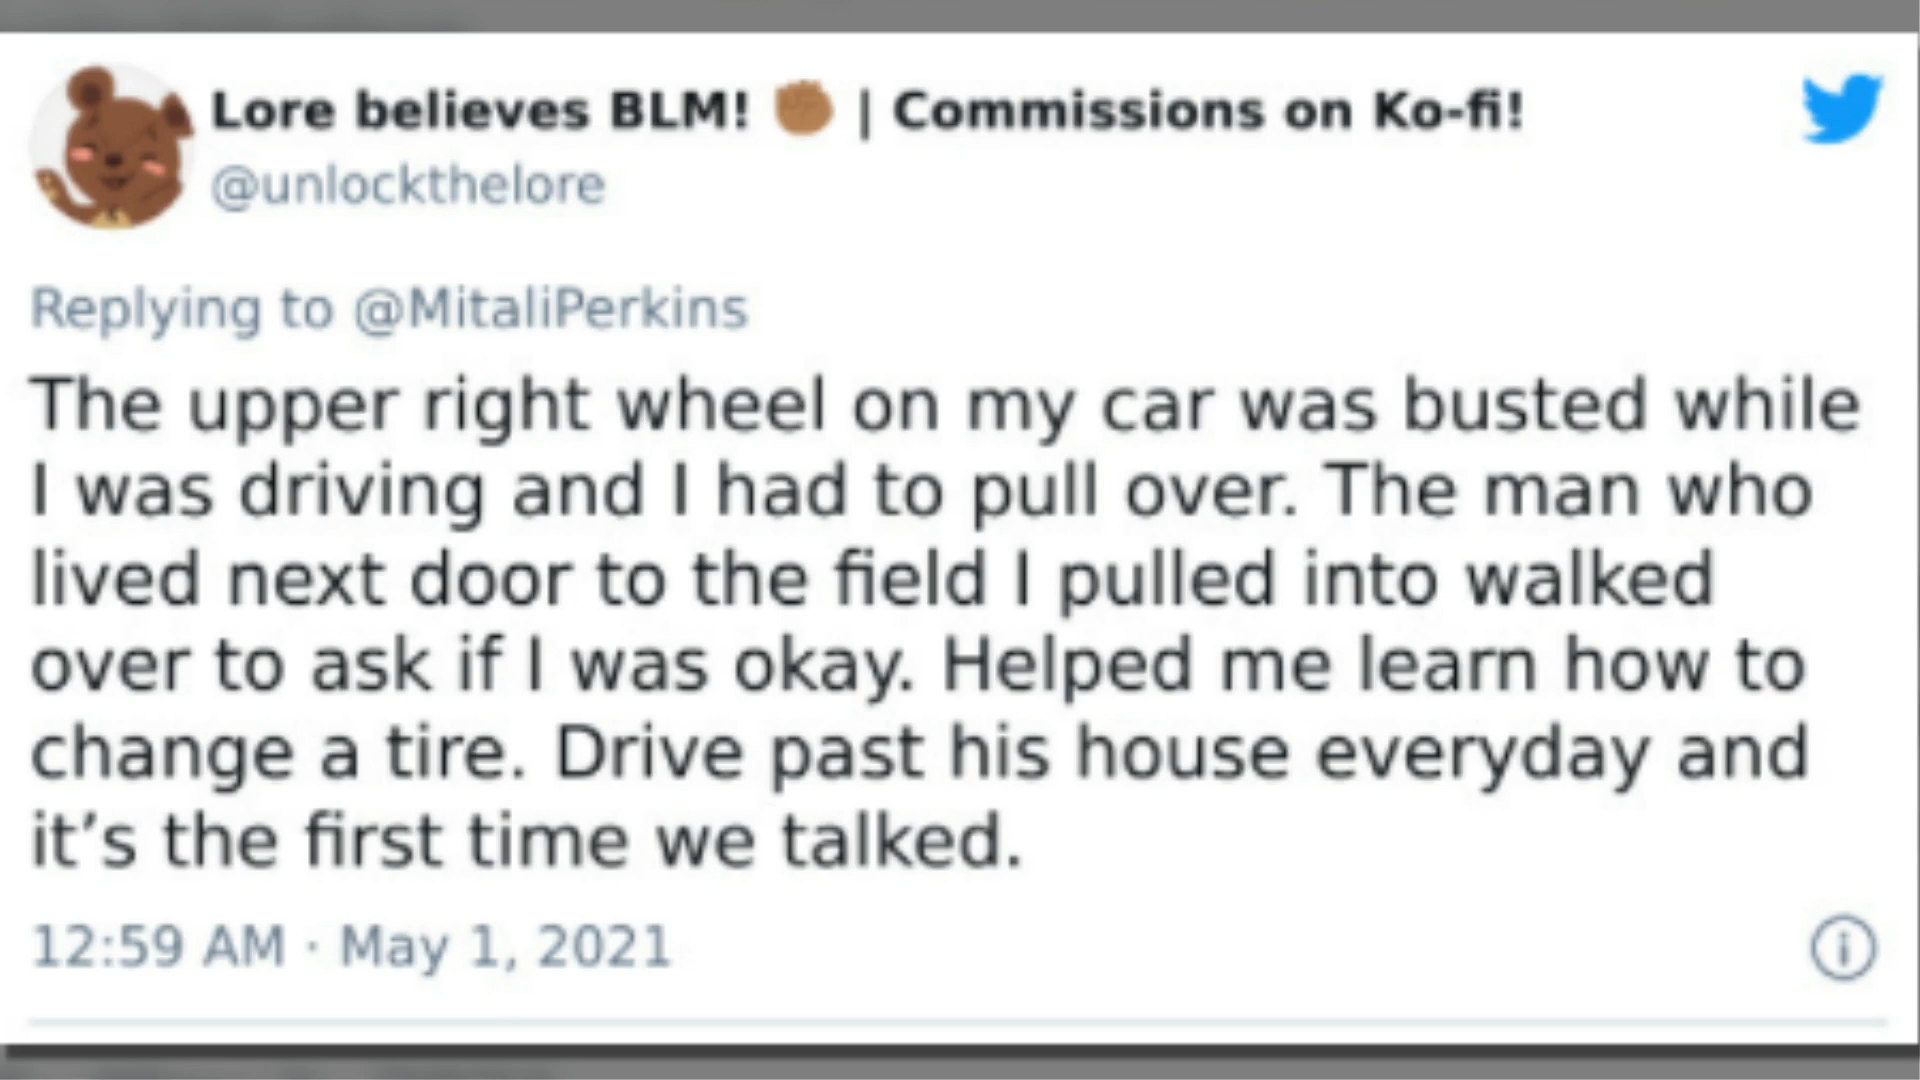 Lore believes BLM! ✊🏾 | Commissions on Ko-fi!
@unlockthelore
Replying to @MitaliPerkins
The upper right wheel on my car was busted while
I was driving and I had to pull over. The man who
lived next door to the field I pulled into walked
over to ask if I was okay. Helped me learn how to
change a tire. Drive past his house everyday and
it’s the first time we talked.
12:59 AM · May 1, 2021